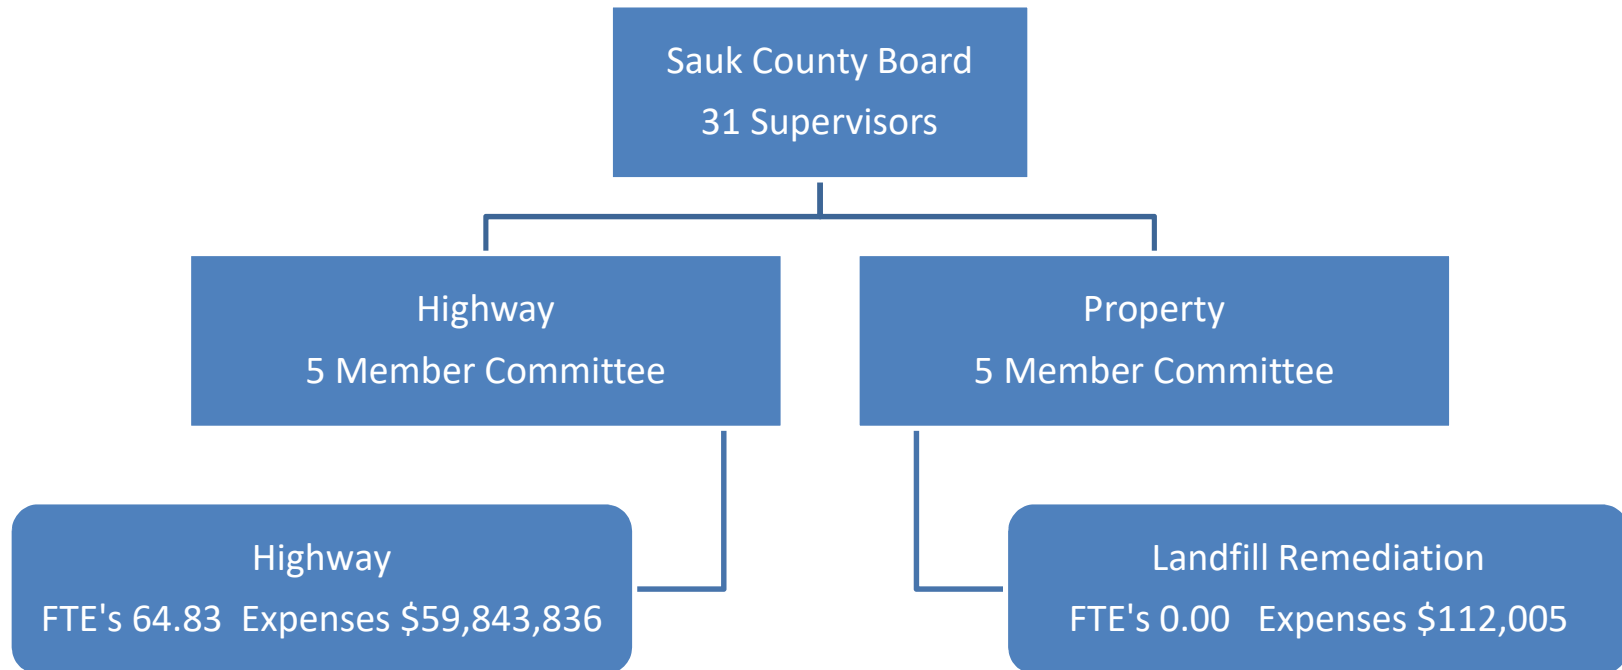 Sauk County Board
31 Supervisors
Highway
5 Member Committee
Property
5 Member Committee
Highway
FTE's 64.83  Expenses $59,843,836
Landfill Remediation
FTE's 0.00   Expenses $112,005